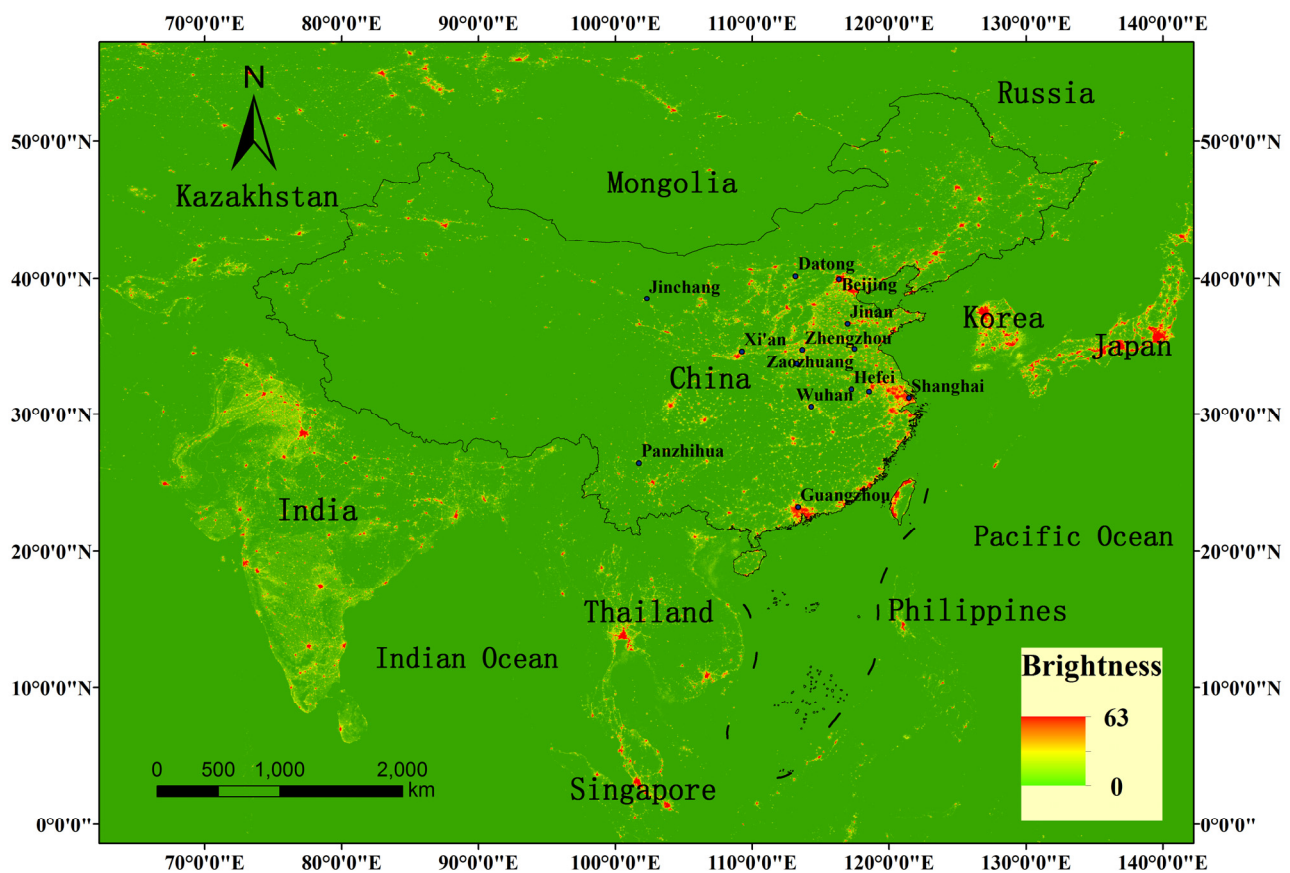 70°0'0"E 80°0'0"E 90°0'0"E 100°0'0"E 110°0'0"E 120°0'0"E 130°0'0"E 140°0'0"E
N
Russia
50°0'0"N 50°0'0"N
Kazakhstan
Mongolia
Datong
40°0'0"N 40°0'0"N
Jinchang
Beijing
Jinan
Korea
Xi'an
Zhengzhou
Japan
Zaozhuang
China
Hefei
Shanghai
Wuhan
30°0'0"N 30°0'0"N
Panzhihua
Guangzhou
India
Pacific Ocean
20°0'0"N 20°0'0"N
Thailand
Philippines
Indian Ocean
Brightness
10°0'0"N 10°0'0"N
63
0
0 500 1,000 2,000
km
Singapore
0°0'0" 0°0'0"
70°0'0"E 80°0'0"E 90°0'0"E 100°0'0"E 110°0'0"E 120°0'0"E 130°0'0"E 140°0'0"E